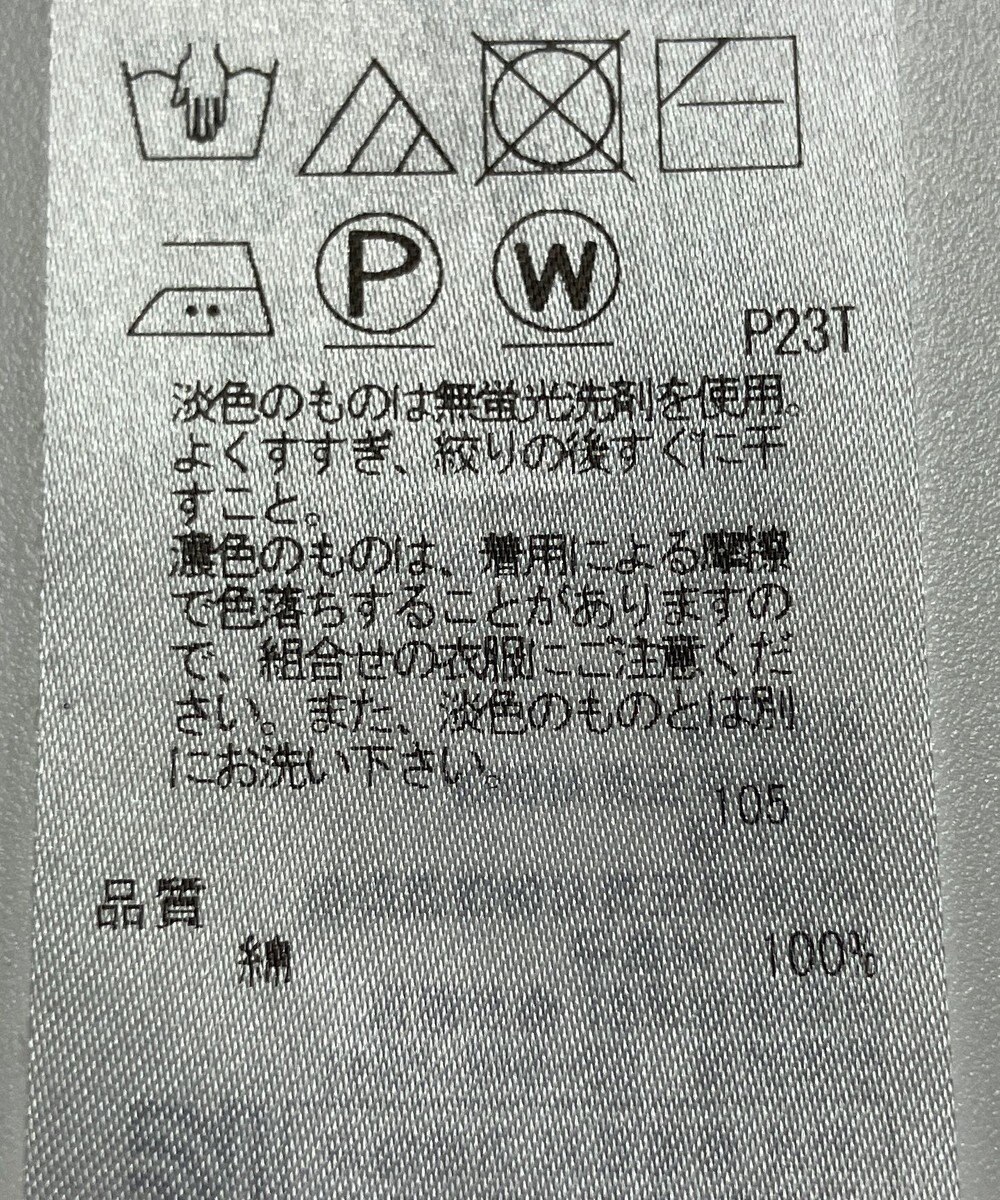 P W
P23T
淡色のものは無蛍光洗剤を使用。
よくすすぎ、絞りの後すぐに干
すこと。
濃色のものは、着用による摩擦
で色落ちすることがありますの
で、組合せの衣服にご注意くだ
さい。また、淡色のものとは別
にお洗い下さい。
105
品質
綿 100%